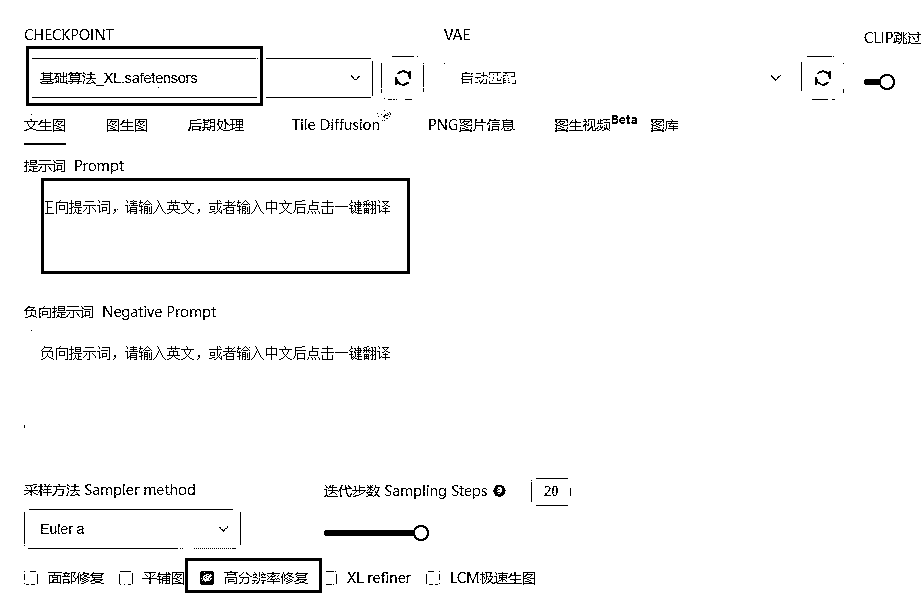 CHECKPOINT
VAE
CLIP跳过
基础算法_XL.safetensors
自动匹配
文生图 图生图 后期处理 Tile Diffusion PNG图片信息 图生视频Beta 图库
提示词 Prompt
正向提示词，请输入英文，或者输入中文后点击一键翻译
负向提示词 Negative Prompt
负向提示词，请输入英文，或者输入中文后点击一键翻译
采样方法 Sampler method
迭代步数 Sampling Steps
20
Euler a
面部修复 平铺图 高分辨率修复 XL refiner LCM极速生图